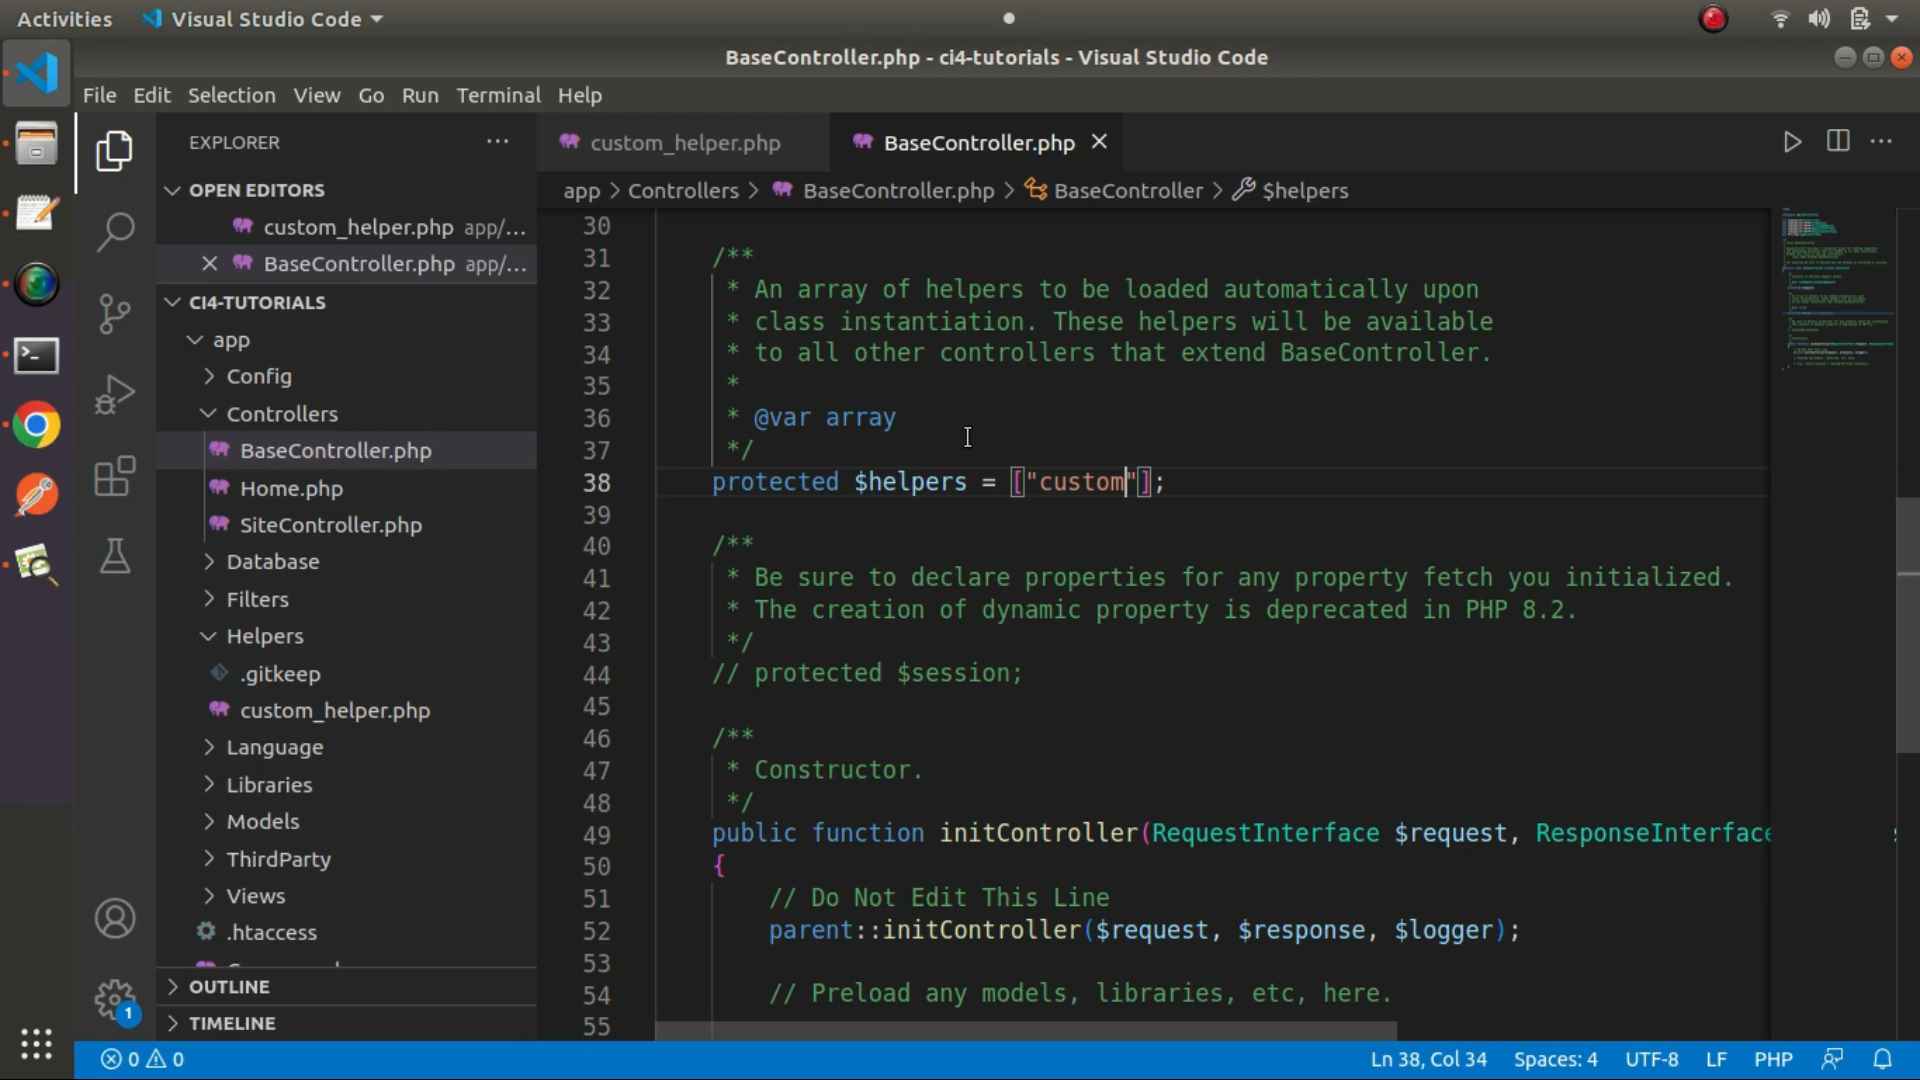 Activities
Visual Studio Code
BaseController.php - ci4-tutorials - Visual Studio Code
File Edit Selection View Go Run Terminal Help
EXPLORER
OPEN EDITORS
custom_helper.php app/...
BaseController.php app/...
CI4-TUTORIALS
app
Config
Controllers
BaseController.php
Home.php
SiteController.php
Database
Filters
Helpers
.gitkeep
custom_helper.php
Language
Libraries
Models
ThirdParty
Views
.htaccess
OUTLINE
TIMELINE
1
custom_helper.php
BaseController.php
app > Controllers > BaseController.php > BaseController > $helpers
30
31 /**
32 * An array of helpers to be loaded automatically upon
33 * class instantiation. These helpers will be available
34 * to all other controllers that extend BaseController.
35 *
36 * @var array
37 */
38 protected $helpers = ["custom"];
39
40 /**
41 * Be sure to declare properties for any property fetch you initialized.
42 * The creation of dynamic property is deprecated in PHP 8.2.
43 */
44 // protected $session;
45
46 /**
47 * Constructor.
48 */
49 public function initController(RequestInterface $request, ResponseInterface
50 {
51 // Do Not Edit This Line
52 parent::initController($request, $response, $logger);
53
54 // Preload any models, libraries, etc, here.
55
0 0
Ln 38, Col 34 Spaces: 4 UTF-8 LF PHP